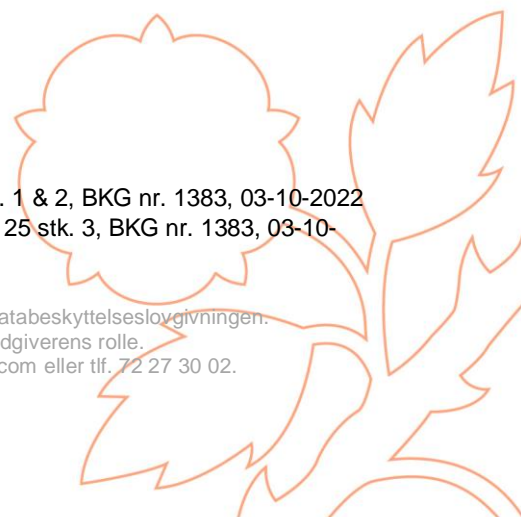 . 1 & 2, BKG nr. 1383, 03-10-2022
25 stk. 3, BKG nr. 1383, 03-10-
atabeskyttelseslovgivningen.
dgiverens rolle.
com eller tlf. 72 27 30 02.